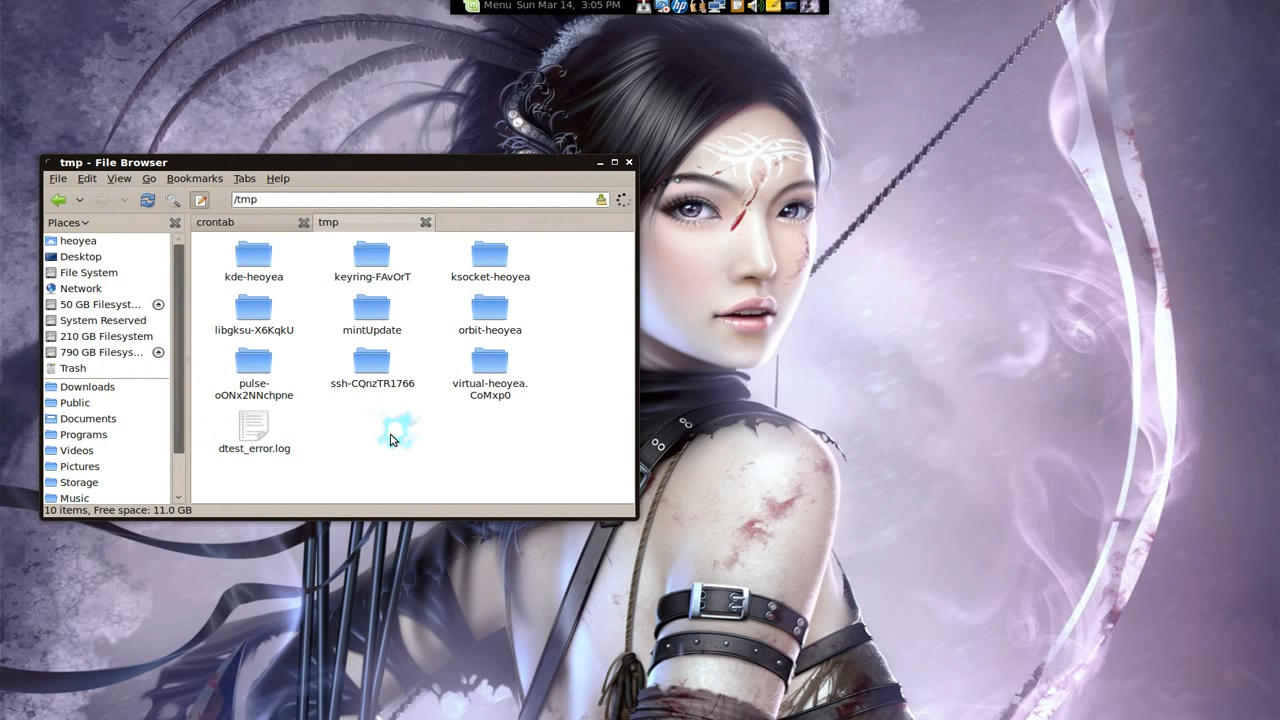 Menu Sun Mar 14, 3:05 PM
hp
tmp - File Browser
File Edit View Go Bookmarks Tabs Help
/tmp
Places
crontab
tmp
heoyea
Desktop
File System
Network
50 GB Filesyst...
System Reserved
210 GB Filesystem
790 GB Filesys...
Trash
Downloads
Public
Documents
Programs
Videos
Pictures
Storage
Music
kde-heoyea
keyring-FAvOrT
ksocket-heoyea
libgksu-X6KqkU
mintUpdate
orbit-heoyea
pulse-
oONx2NNchpne
ssh-CQnzTR1766
virtual-heoyea.
CoMxp0
dtest_error.log
10 items, Free space: 11.0 GB